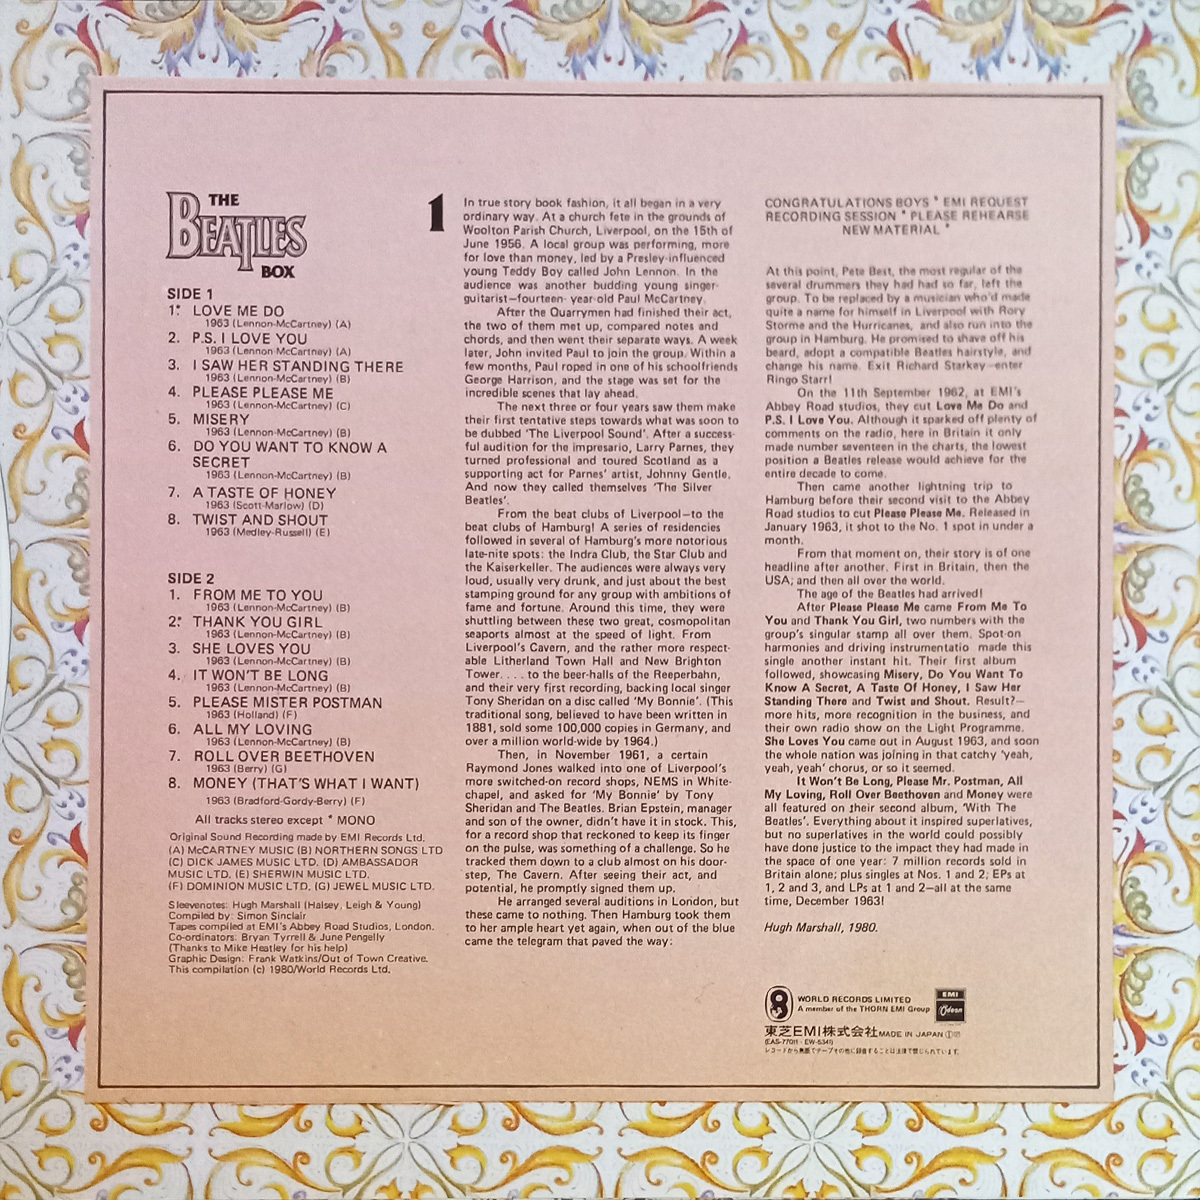 THE
BEATLES
BOX
SIDE 1
1.* LOVE ME DO
1963 (Lennon-McCartney) (A)
2. P.S. I LOVE YOU
1963 (Lennon-McCartney) (A)
3. I SAW HER STANDING THERE
1963 (Lennon-McCartney) (B)
4. PLEASE PLEASE ME
1963 (Lennon-McCartney) (C)
5. MISERY
1963 (Lennon-McCartney) (B)
6. DO YOU WANT TO KNOW A
SECRET
1963 (Lennon-McCartney) (B)
7. A TASTE OF HONEY
1963 (Scott-Marlow) (D)
8. TWIST AND SHOUT
1963 (Medley-Russell) (E)
SIDE 2
1. FROM ME TO YOU
1963 (Lennon-McCartney) (B)
2.* THANK YOU GIRL
1963 (Lennon-McCartney) (B)
3. SHE LOVES YOU
1963 (Lennon-McCartney) (B)
4. IT WON'T BE LONG
1963 (Lennon-McCartney) (B)
5. PLEASE MISTER POSTMAN
1963 (Holland) (F)
6. ALL MY LOVING
1963 (Lennon-McCartney) (B)
7. ROLL OVER BEETHOVEN
1963 (Berry) (G)
8. MONEY (THAT'S WHAT I WANT)
1963 (Bradford-Gordy-Berry) (F)
All tracks stereo except * MONO
Original Sound Recording made by EMI Records Ltd.
(A) McCARTNEY MUSIC (B) NORTHERN SONGS LTD
(C) DICK JAMES MUSIC LTD. (D) AMBASSADOR
MUSIC LTD. (E) SHERWIN MUSIC LTD.
(F) DOMINION MUSIC LTD. (G) JEWEL MUSIC LTD.
Sleevenotes: Hugh Marshall (Halsey, Leigh & Young)
Compiled by: Simon Sinclair
Tapes compiled at EMI's Abbey Road Studios, London.
Co-ordinators: Bryan Tyrrell & June Pengelly
(Thanks to Mike Heatley for his help)
Graphic Design: Frank Watkins/Out of Town Creative.
This compilation (c) 1980/World Records Ltd.
1
In true story book fashion, it all began in a very
ordinary way. At a church fete in the grounds of
Woolton Parish Church, Liverpool, on the 15th of
June 1956. A local group was performing, more
for love than money, led by a Presley-influenced
young Teddy Boy called John Lennon. In the
audience was another budding young singer-
guitarist—fourteen- year-old Paul McCartney.
After the Quarrymen had finished their act,
the two of them met up, compared notes and
chords, and then went their separate ways. A week
later, John invited Paul to join the group. Within a
few months, Paul roped in one of his schoolfriends
George Harrison, and the stage was set for the
incredible scenes that lay ahead.
The next three or four years saw them make
their first tentative steps towards what was soon to
be dubbed 'The Liverpool Sound'. After a success-
ful audition for the impresario, Larry Parnes, they
turned professional and toured Scotland as a
supporting act for Parnes' artist, Johnny Gentle.
And now they called themselves 'The Silver
Beatles'.
From the beat clubs of Liverpool—to the
beat clubs of Hamburg! A series of residencies
followed in several of Hamburg's more notorious
late-nite spots: the Indra Club, the Star Club and
the Kaiserkeller. The audiences were always very
loud, usually very drunk, and just about the best
stamping ground for any group with ambitions of
fame and fortune. Around this time, they were
shuttling between these two great, cosmopolitan
seaports almost at the speed of light. From
Liverpool's Cavern, and the rather more respect-
able Litherland Town Hall and New Brighton
Tower. . . . to the beer-halls of the Reeperbahn,
and their very first recording, backing local singer
Tony Sheridan on a disc called 'My Bonnie'. (This
traditional song, believed to have been written in
1881, sold some 100,000 copies in Germany, and
over a million world-wide by 1964.)
Then, in November 1961, a certain
Raymond Jones walked into one of Liverpool's
more switched-on record shops, NEMS in White-
chapel, and asked for 'My Bonnie' by Tony
Sheridan and The Beatles. Brian Epstein, manager
and son of the owner, didn't have it in stock. This,
for a record shop that reckoned to keep its finger
on the pulse, was something of a challenge. So he
tracked them down to a club almost on his door-
step, The Cavern. After seeing their act, and
potential, he promptly signed them up.
He arranged several auditions in London, but
these came to nothing. Then Hamburg took them
to her ample heart yet again, when out of the blue
came the telegram that paved the way:
CONGRATULATIONS BOYS * EMI REQUEST
RECORDING SESSION * PLEASE REHEARSE
NEW MATERIAL *
At this point, Pete Best, the most regular of the
several drummers they had had so far, left the
group. To be replaced by a musician who'd made
quite a name for himself in Liverpool with Rory
Storme and the Hurricanes, and also run into the
group in Hamburg. He promised to shave off his
beard, adopt a compatible Beatles hairstyle, and
change his name. Exit Richard Starkey—enter
Ringo Starr!
On the 11th September 1962, at EMI's
Abbey Road studios, they cut Love Me Do and
P.S. I Love You. Although it sparked off plenty of
comments on the radio, here in Britain it only
made number seventeen in the charts, the lowest
position a Beatles release would achieve for the
entire decade to come.
Then came another lightning trip to
Hamburg before their second visit to the Abbey
Road studios to cut Please Please Me. Released in
January 1963, it shot to the No. 1 spot in under a
month.
From that moment on, their story is of one
headline after another. First in Britain, then the
USA; and then all over the world.
The age of the Beatles had arrived!
After Please Please Me came From Me To
You and Thank You Girl, two numbers with the
group's singular stamp all over them. Spot-on
harmonies and driving instrumentatio made this
single another instant hit. Their first album
followed, showcasing Misery, Do You Want To
Know A Secret, A Taste Of Honey, I Saw Her
Standing There and Twist and Shout. Result?—
more hits, more recognition in the business, and
their own radio show on the Light Programme.
She Loves You came out in August 1963, and soon
the whole nation was joining in that catchy 'yeah,
yeah, yeah' chorus, or so it seemed.
It Won't Be Long, Please Mr. Postman, All
My Loving, Roll Over Beethoven and Money were
all featured on their second album, 'With The
Beatles'. Everything about it inspired superlatives,
but no superlatives in the world could possibly
have done justice to the impact they had made in
the space of one year: 7 million records sold in
Britain alone; plus singles at Nos. 1 and 2; EPs at
1, 2 and 3, and LPs at 1 and 2—all at the same
time, December 1963!
Hugh Marshall, 1980.
WORLD RECORDS LIMITED
A member of the THORN EMI Group
EMI
Odeon
東芝EMI株式会社 MADE IN JAPAN
(EAS-77011 · EW-5341)
レコードから無断でテープその他に録音することは法律で禁じられています。